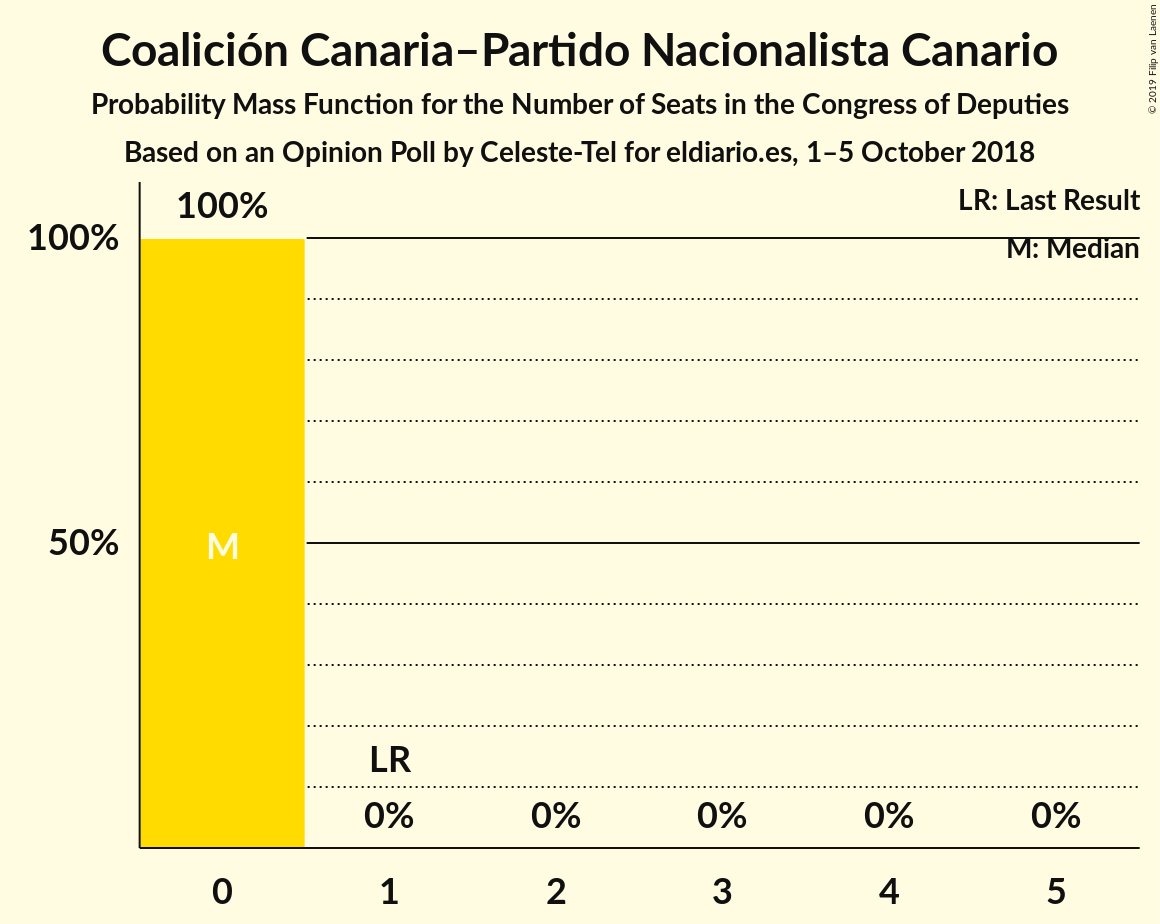 Coalición Canaria–Partido Nacionalista Canario
Probability Mass Function for the Number of Seats in the Congress of Deputies
Based on an Opinion Poll by Celeste-Tel for eldiario.es, 1–5 October 2018
© 2019 Filip van Laenen
LR: Last Result
M: Median
100%
100%
50%
M
LR
0%
0%
0%
0%
0%
0
1
2
3
4
5